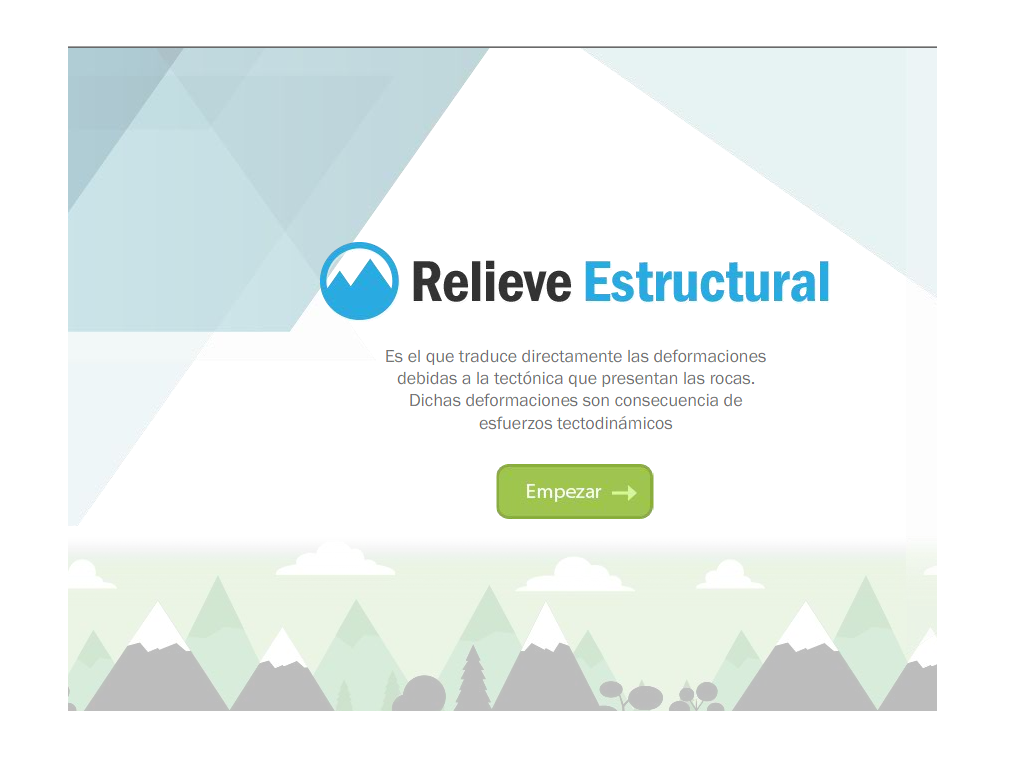 Relieve Estructural
Es el que traduce directamente las deformaciones
debidas a la tectónica que presentan las rocas.
Dichas deformaciones son consecuencia de
esfuerzos tectodinámicos
Empezar